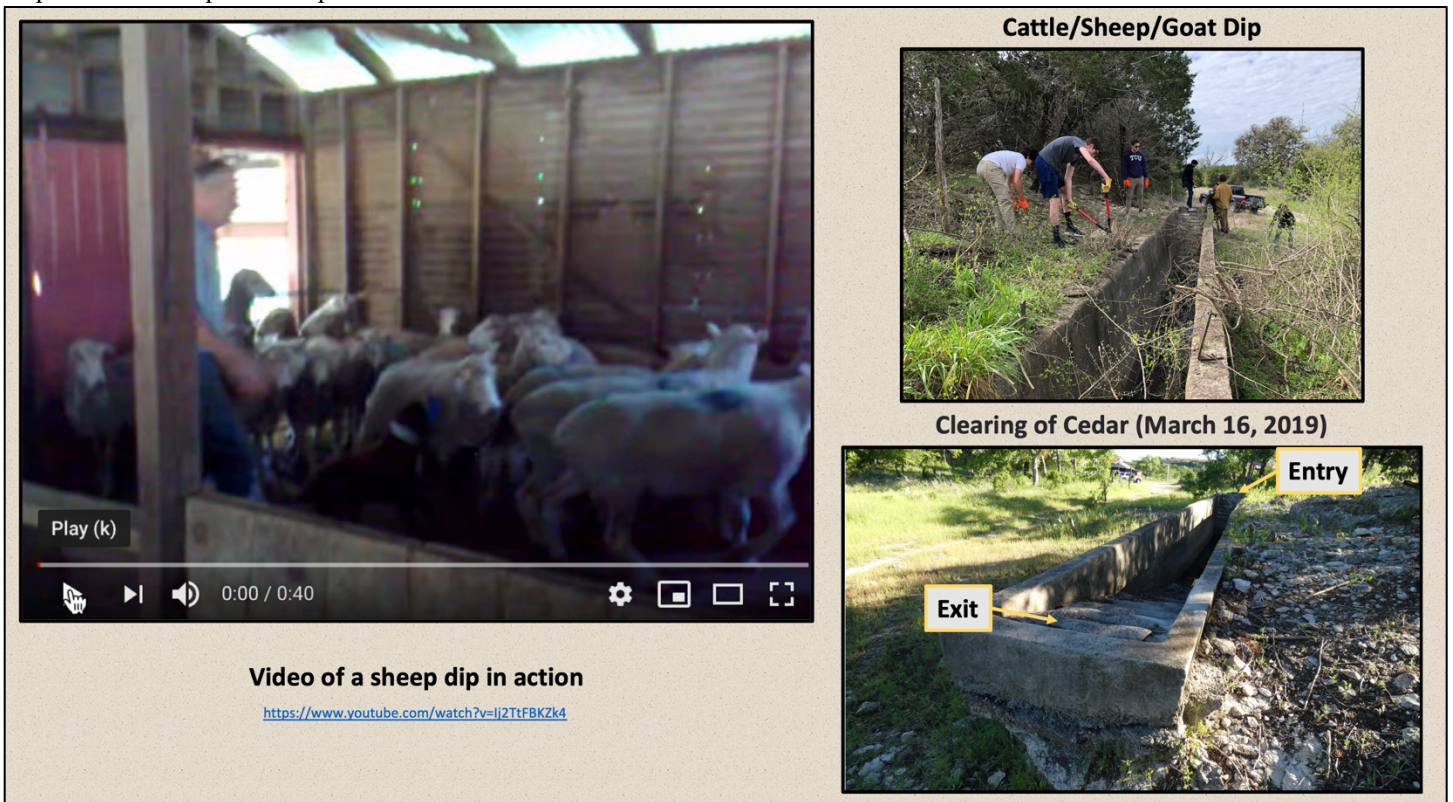 Video of a sheep dip in action
https://www.youtube.com/watch?v=Ij2TtFBKZk4
Play (k)
0:00 / 0:40
Cattle/Sheep/Goat Dip
TCU
Clearing of Cedar (March 16, 2019)
Entry
Exit